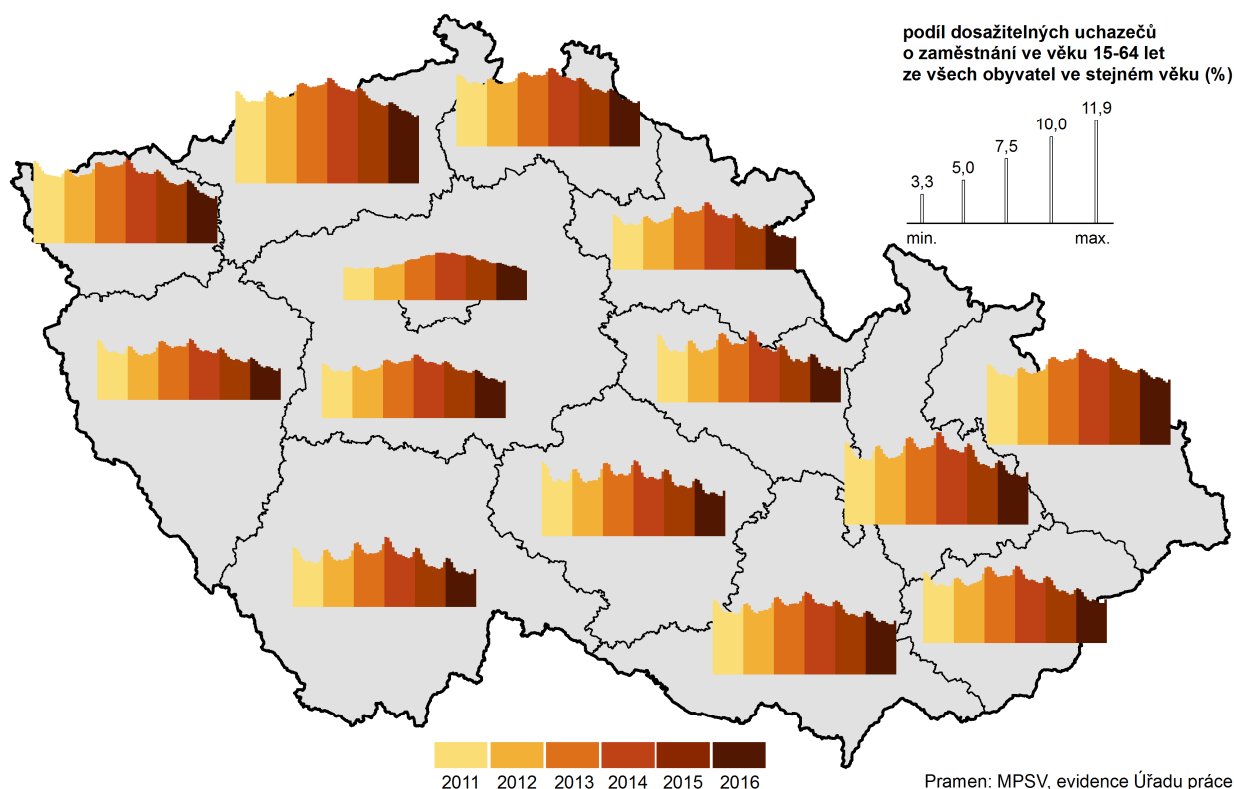 podíl dosažitelných uchazečů
o zaměstnání ve věku 15-64 let
ze všech obyvatel ve stejném věku (%)
11,9
10,0
7,5
5,0
3,3
min.
max.
2011
2012
2013
2014
2015
2016
Pramen: MPSV, evidence Úřadu práce